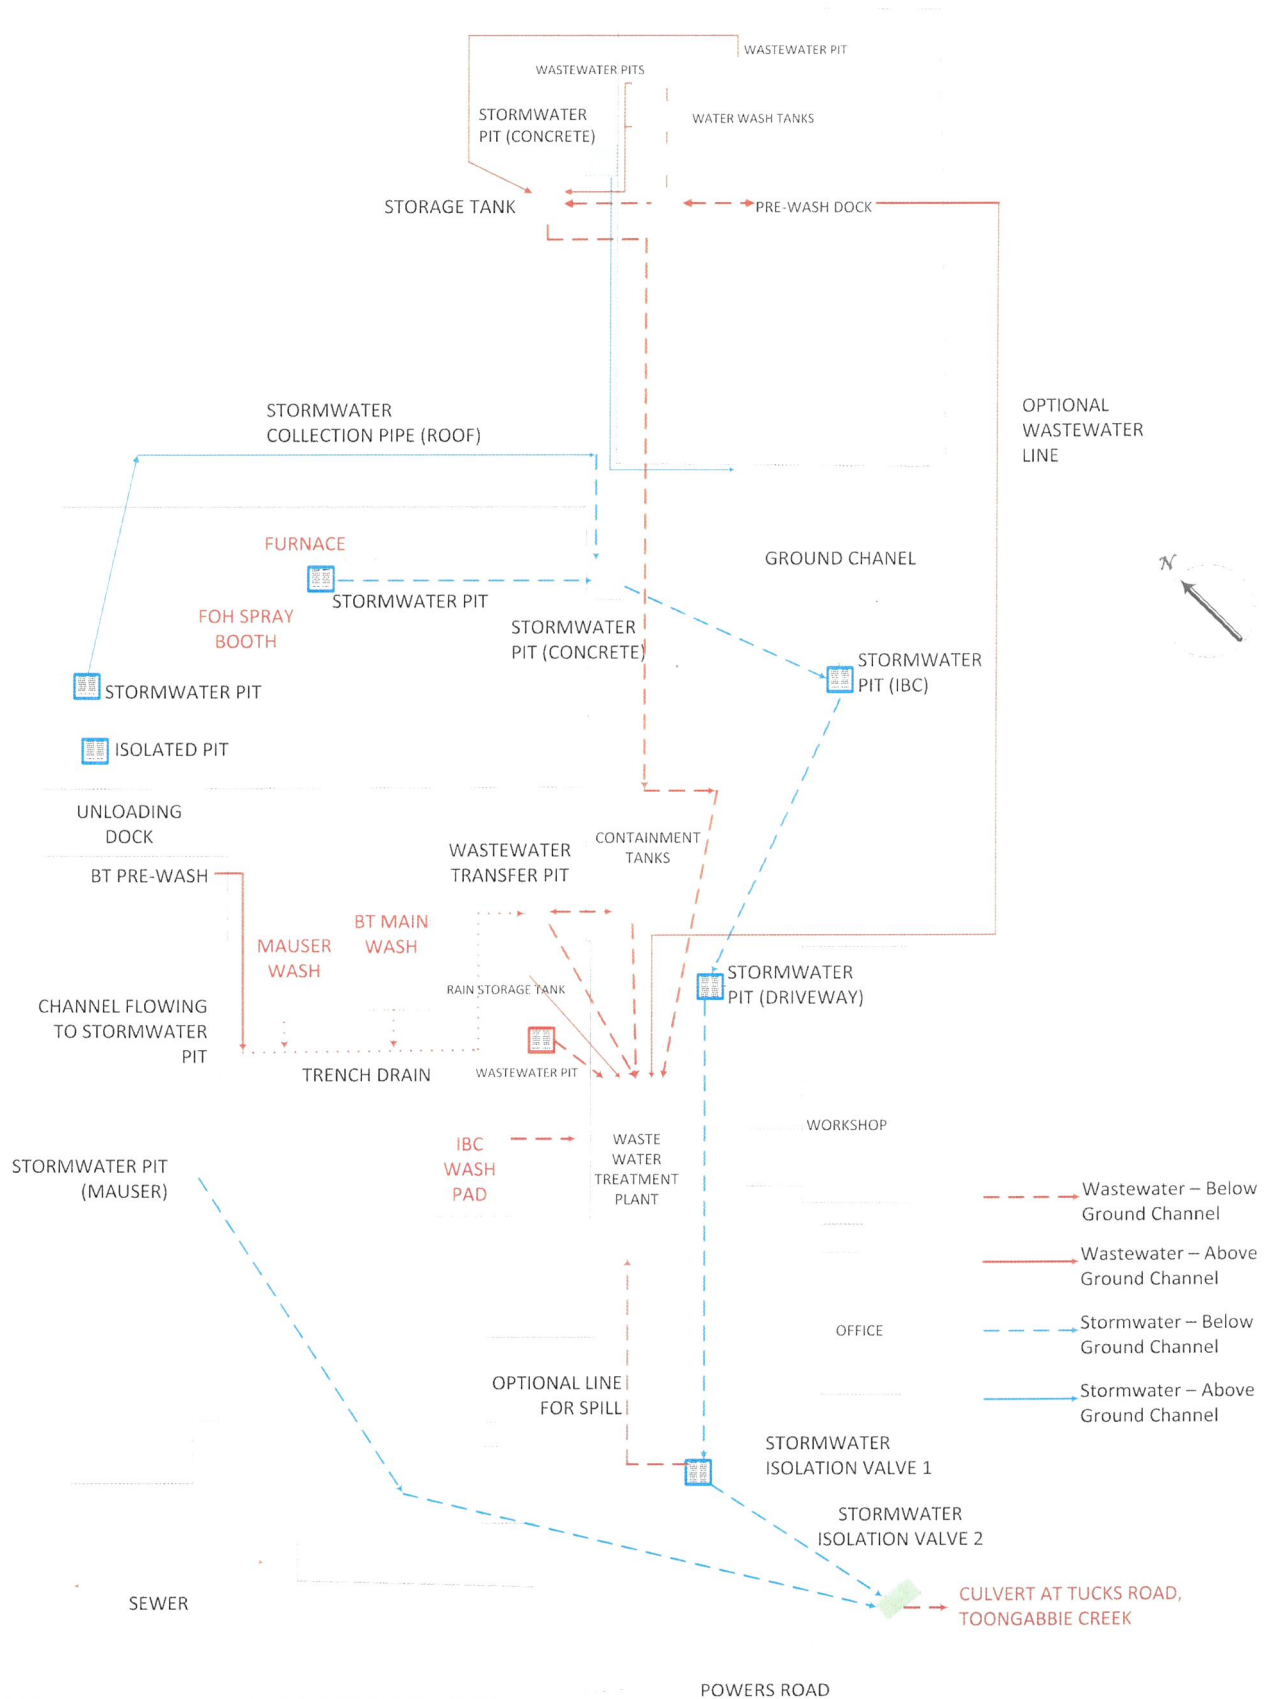 WASTEWATER PIT
WASTEWATER PITS
STORMWATER
PIT (CONCRETE)
WATER WASH TANKS
STORAGE TANK
PRE-WASH DOCK
STORMWATER
COLLECTION PIPE (ROOF)
OPTIONAL
WASTEWATER
LINE
FURNACE
GROUND CHANEL
N
STORMWATER PIT
FOH SPRAY
BOOTH
STORMWATER
PIT (CONCRETE)
STORMWATER
PIT (IBC)
STORMWATER PIT
ISOLATED PIT
UNLOADING
DOCK
CONTAINMENT
TANKS
WASTEWATER
TRANSFER PIT
BT PRE-WASH
BT MAIN
WASH
MAUSER
WASH
RAIN STORAGE TANK
STORMWATER
PIT (DRIVEWAY)
CHANNEL FLOWING
TO STORMWATER
PIT
TRENCH DRAIN
WASTEWATER PIT
WORKSHOP
IBC
WASH
PAD
WASTE
WATER
TREATMENT
PLANT
STORMWATER PIT
(MAUSER)
Wastewater – Below
Ground Channel
Wastewater – Above
Ground Channel
Stormwater – Below
Ground Channel
Stormwater – Above
Ground Channel
OFFICE
OPTIONAL LINE
FOR SPILL
STORMWATER
ISOLATION VALVE 1
STORMWATER
ISOLATION VALVE 2
SEWER
CULVERT AT TUCKS ROAD,
TOONGABBIE CREEK
POWERS ROAD